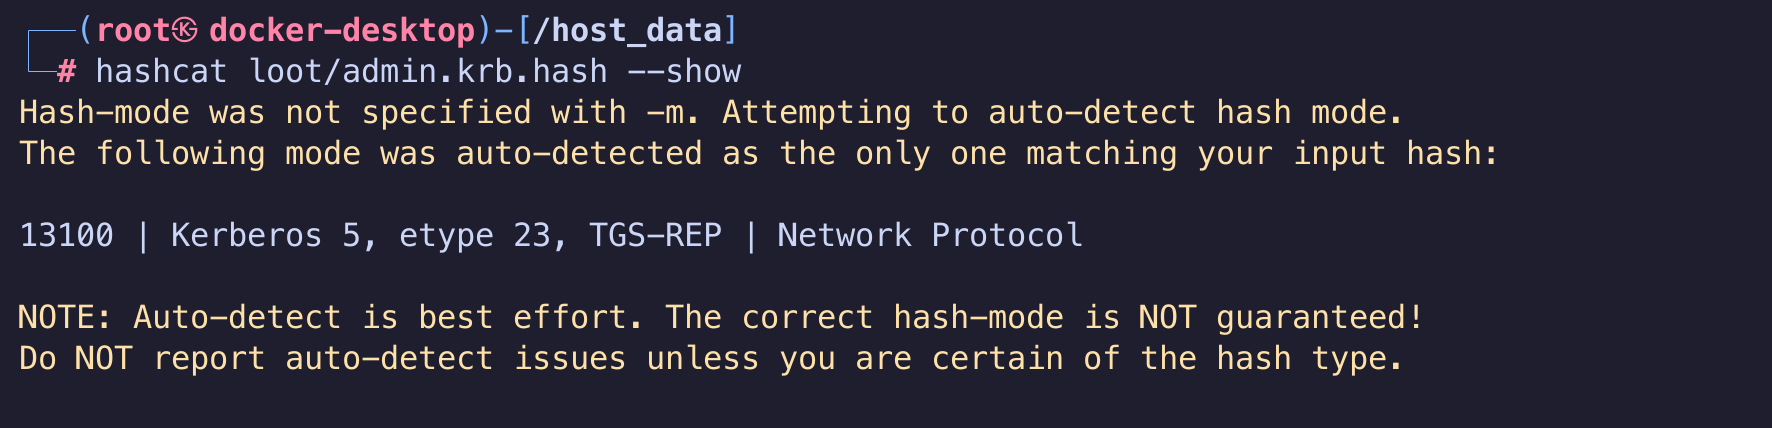 ┌──(root㉿docker-desktop)-[/host_data]
└─# hashcat loot/admin.krb.hash --show
Hash-mode was not specified with -m. Attempting to auto-detect hash mode.
The following mode was auto-detected as the only one matching your input hash:
13100 | Kerberos 5, etype 23, TGS-REP | Network Protocol
NOTE: Auto-detect is best effort. The correct hash-mode is NOT guaranteed!
Do NOT report auto-detect issues unless you are certain of the hash type.